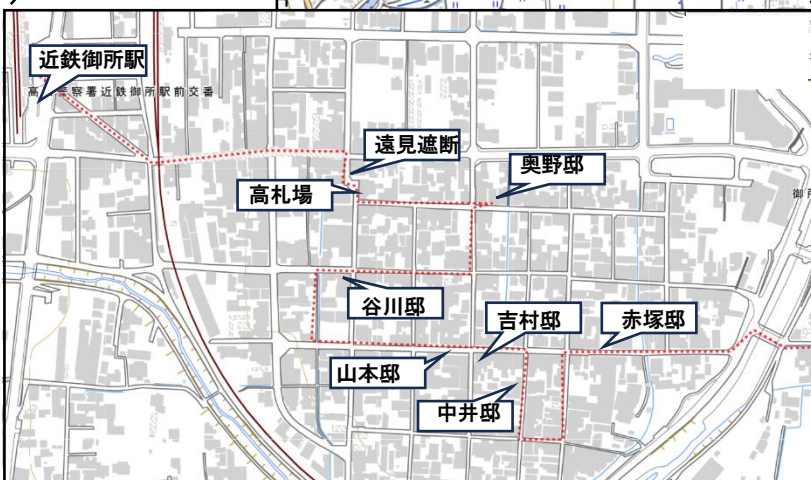 近鉄御所駅
高 警察署近鉄御所駅前交番
遠見遮断
奥野邸
高札場
御所
谷川邸
吉村邸
赤塚邸
山本邸
中井邸